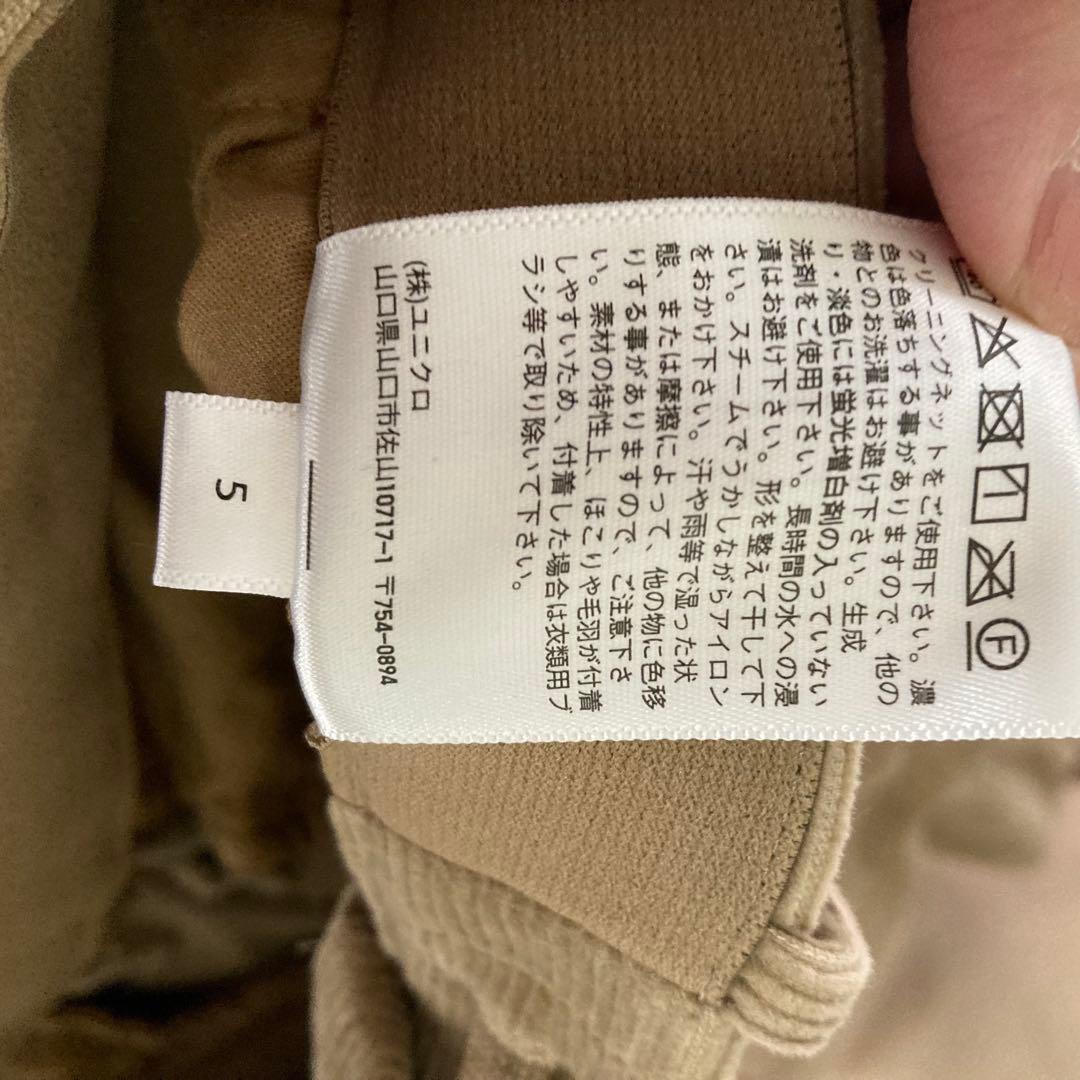 クリーニングネットをご使用下さい。濃
色は色落ちする事がありますので、他の
物とのお洗濯はお避け下さい。生成
り・淡色には蛍光増白剤の入っていない
洗剤をご使用下さい。長時間の水への浸
漬はお避け下さい。形を整えて干して下
さい。スチームでうかしながらアイロン
をおかけ下さい。汗や雨等で湿った状
態、または摩擦によって、他の物に色移
りする事がありますので、ご注意下さ
い。素材の特性上、ほこりや毛羽が付着
しやすいため、付着した場合は衣類用ブ
ラシ等で取り除いて下さい。
(株)ユニクロ
山口県山口市佐山10717-1 〒754-0894
F
5